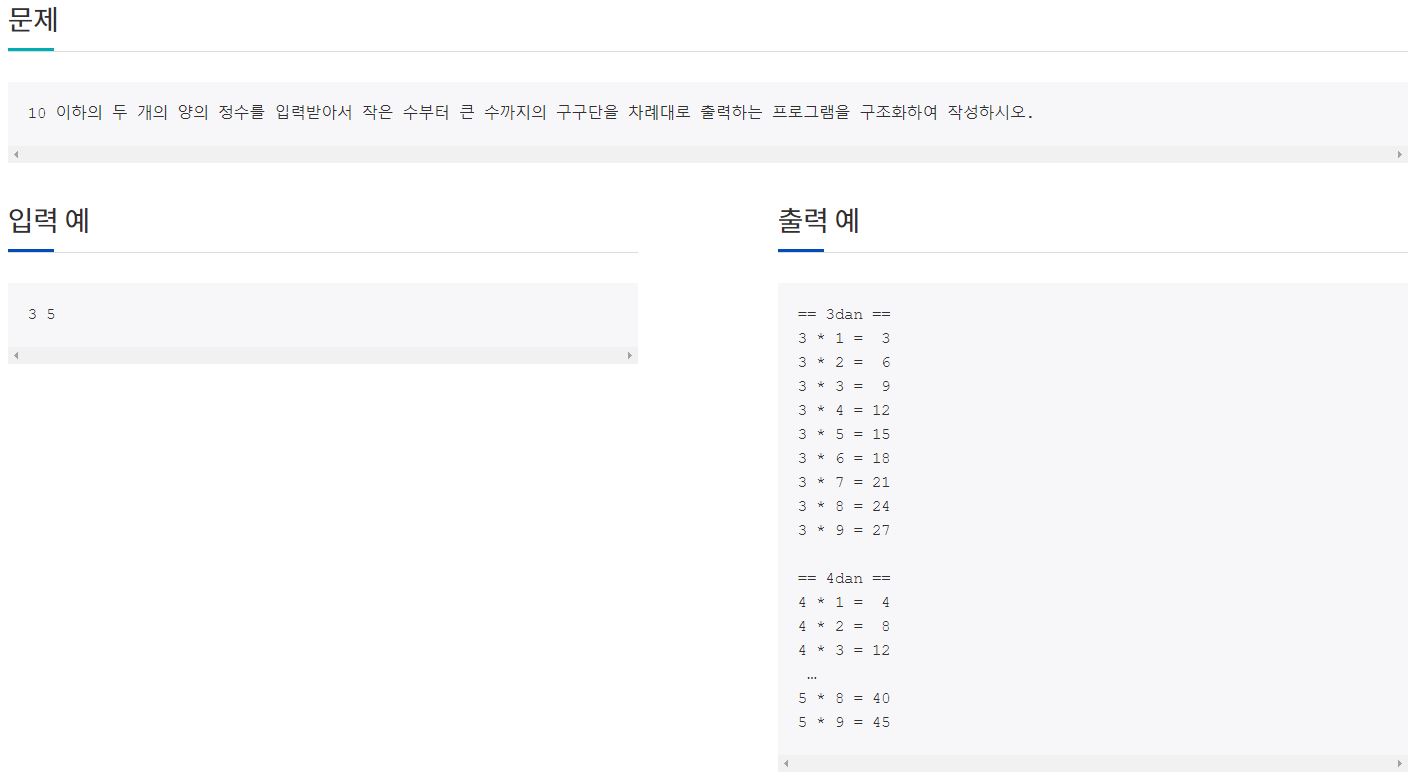 문제
10 이하의 두 개의 양의 정수를 입력받아서 작은 수부터 큰 수까지의 구구단을 차례대로 출력하는 프로그램을 구조화하여 작성하시오.
입력 예
3 5
출력 예
== 3dan ==
3 * 1 =  3
3 * 2 =  6
3 * 3 =  9
3 * 4 = 12
3 * 5 = 15
3 * 6 = 18
3 * 7 = 21
3 * 8 = 24
3 * 9 = 27
== 4dan ==
4 * 1 =  4
4 * 2 =  8
4 * 3 = 12
…
5 * 8 = 40
5 * 9 = 45